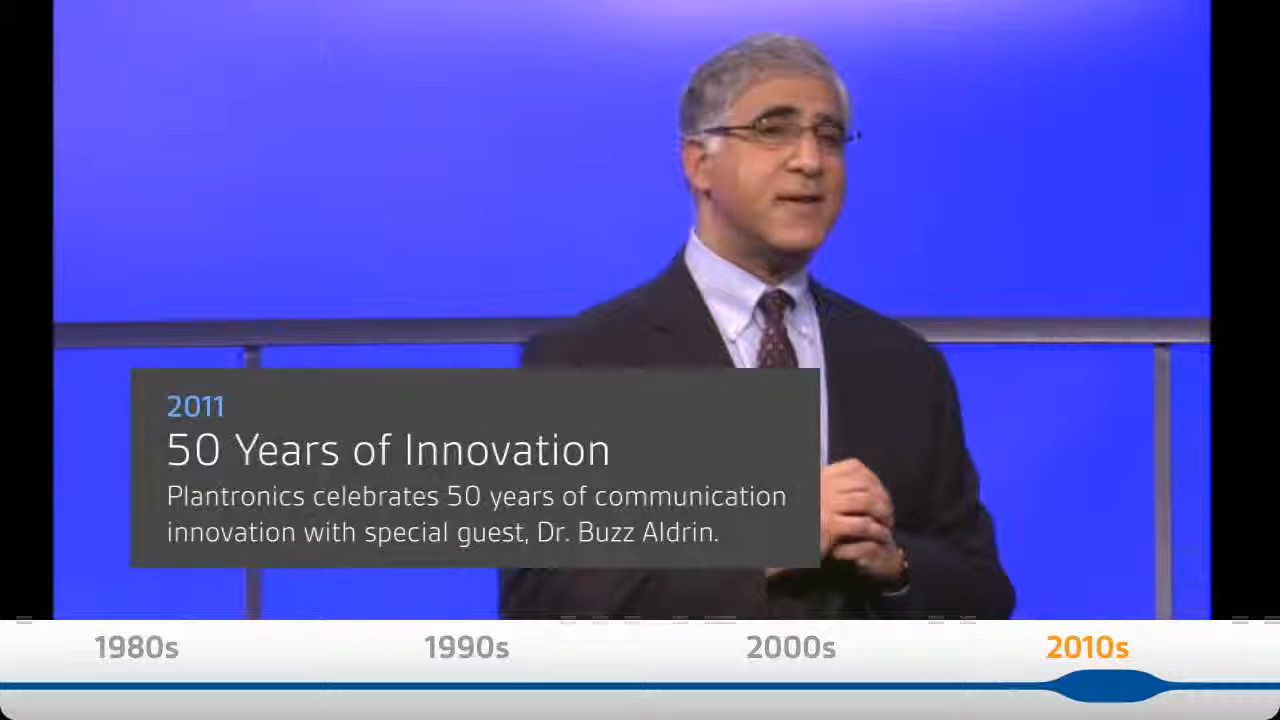 2011
50 Years of Innovation
Plantronics celebrates 50 years of communication
innovation with special guest, Dr. Buzz Aldrin.
1980s 1990s 2000s 2010s